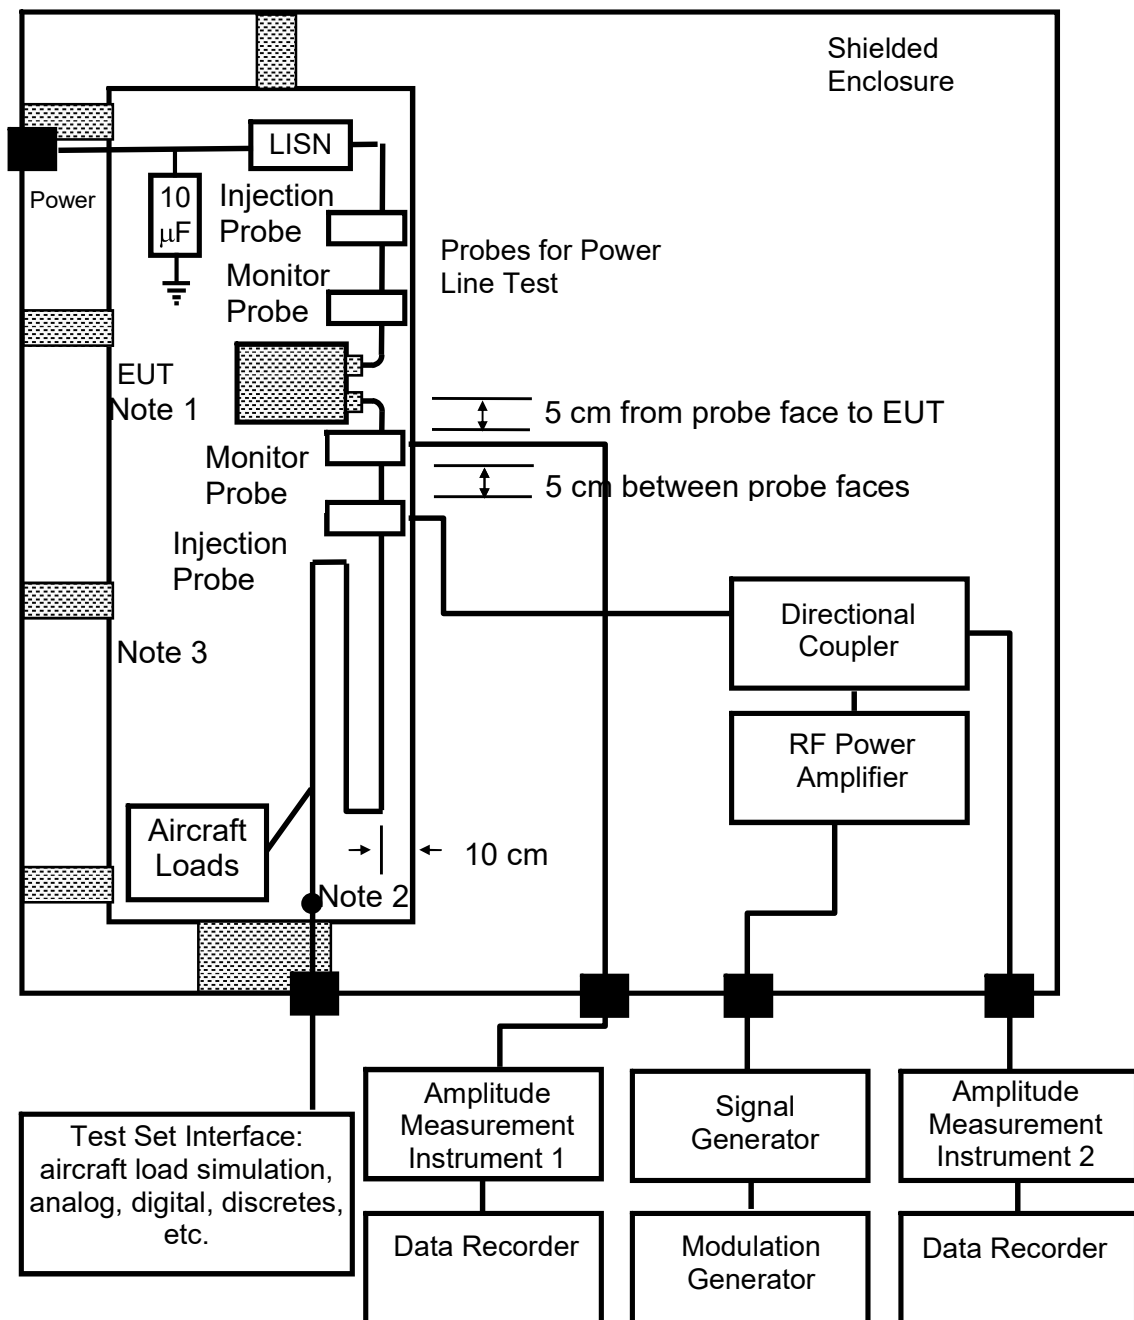 Shielded
Enclosure
LISN
Power
10
μF
Injection
Probe
Probes for Power
Line Test
Monitor
Probe
EUT
Note 1
5 cm from probe face to EUT
Monitor
Probe
5 cm between probe faces
Injection
Probe
Directional
Coupler
Note 3
RF Power
Amplifier
Aircraft
Loads
10 cm
Note 2
Test Set Interface:
aircraft load simulation,
analog, digital, discretes,
etc.
Amplitude
Measurement
Instrument 1
Signal
Generator
Amplitude
Measurement
Instrument 2
Data Recorder
Modulation
Generator
Data Recorder